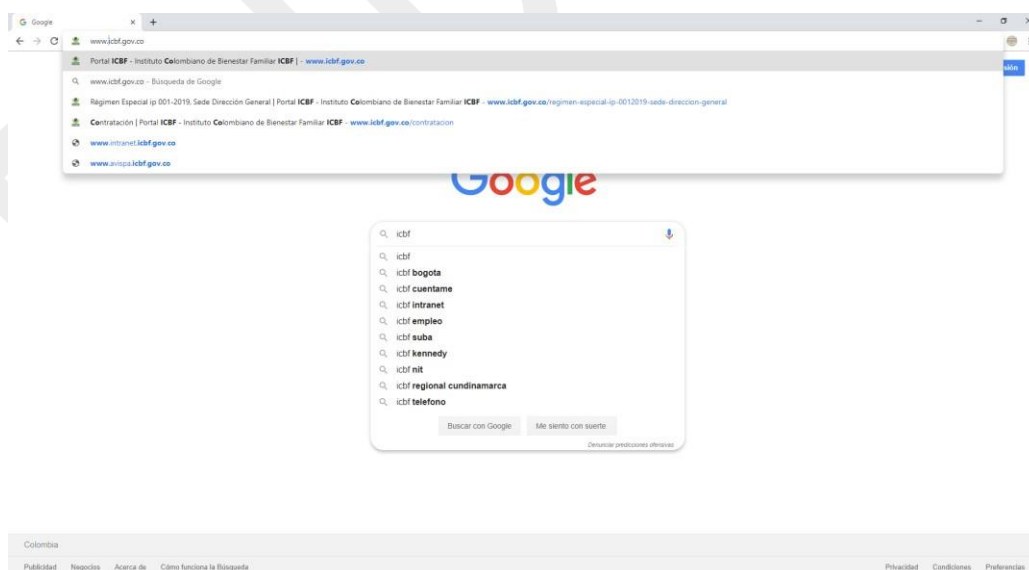 Google
www.icbf.gov.co
Portal ICBF - Instituto Colombiano de Bienestar Familiar ICBF | - www.icbf.gov.co
sión
www.icbf.gov.co - Búsqueda de Google
Régimen Especial ip 001-2019, Sede Dirección General | Portal ICBF - Instituto Colombiano de Bienestar Familiar ICBF - www.icbf.gov.co/regimen-especial-ip-0012019-sede-direccion-general
Contratación | Portal ICBF - Instituto Colombiano de Bienestar Familiar ICBF - www.icbf.gov.co/contratacion
www.intranet.icbf.gov.co
www.avispa.icbf.gov.co
Google
icbf
icbf
icbf bogota
icbf cuentame
icbf intranet
icbf empleo
icbf suba
icbf kennedy
icbf nit
icbf regional cundinamarca
icbf telefono
Buscar con Google Me siento con suerte
Denunciar predicciones ofensivas
Colombia
Publicidad Negocios Acerca de Cómo funciona la Búsqueda Privacidad Condiciones Preferencias